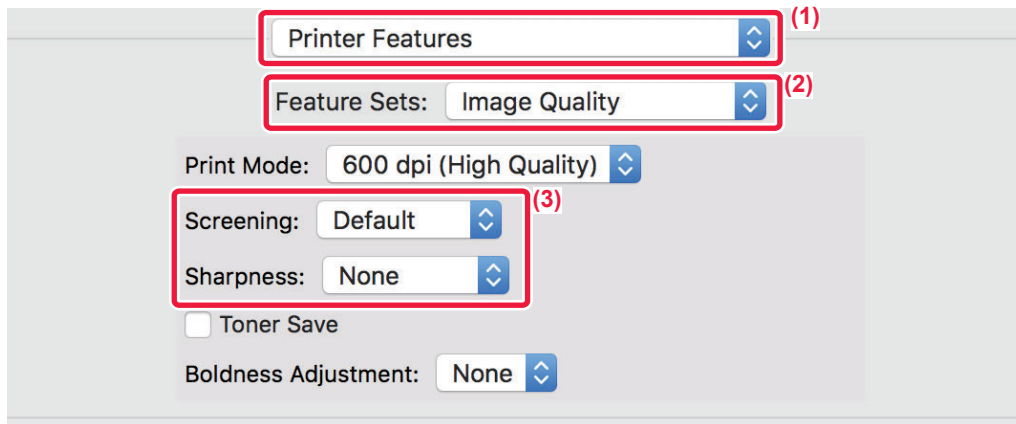 Printer Features (1)
Feature Sets: Image Quality (2)
Print Mode: 600 dpi (High Quality)
(3)
Screening: Default
Sharpness: None
Toner Save
Boldness Adjustment: None